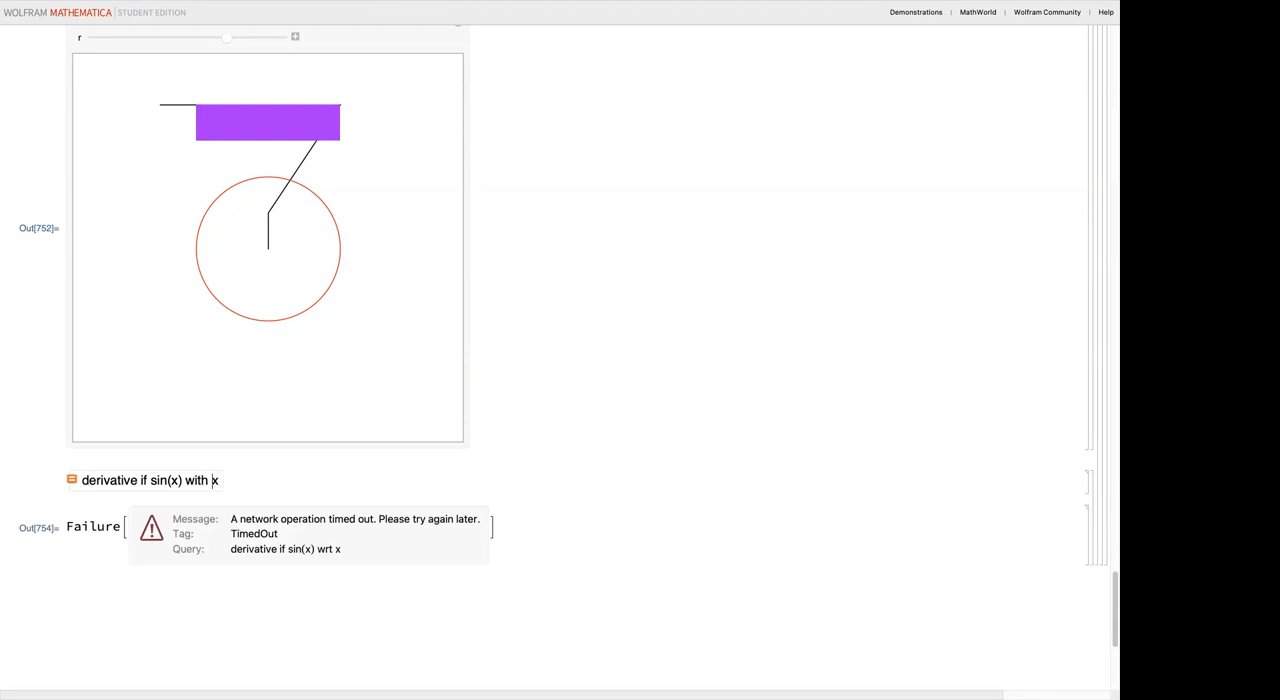 WOLFRAM MATHEMATICA | STUDENT EDITION
Demonstrations | MathWorld | Wolfram Community | Help
r
Out[752]=
derivative if sin(x) with x
Out[754]= Failure[
Message: A network operation timed out. Please try again later.
Tag: TimedOut
Query: derivative if sin(x) wrt x
]